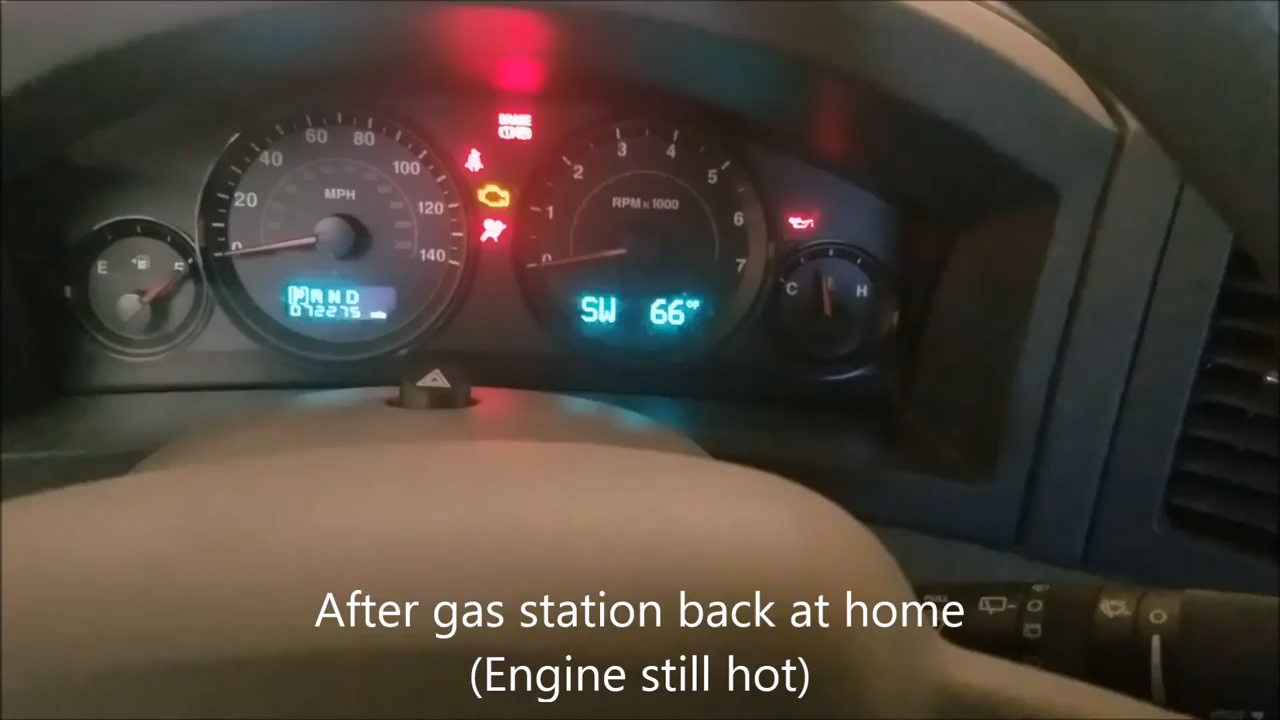 BRAKE
20 40 60 80 100 120 140
MPH
0
1 2 3 4 5 6 7
RPM x 1000
0
E F
P R N D
072275
SW 66°F
C H
After gas station back at home
(Engine still hot)